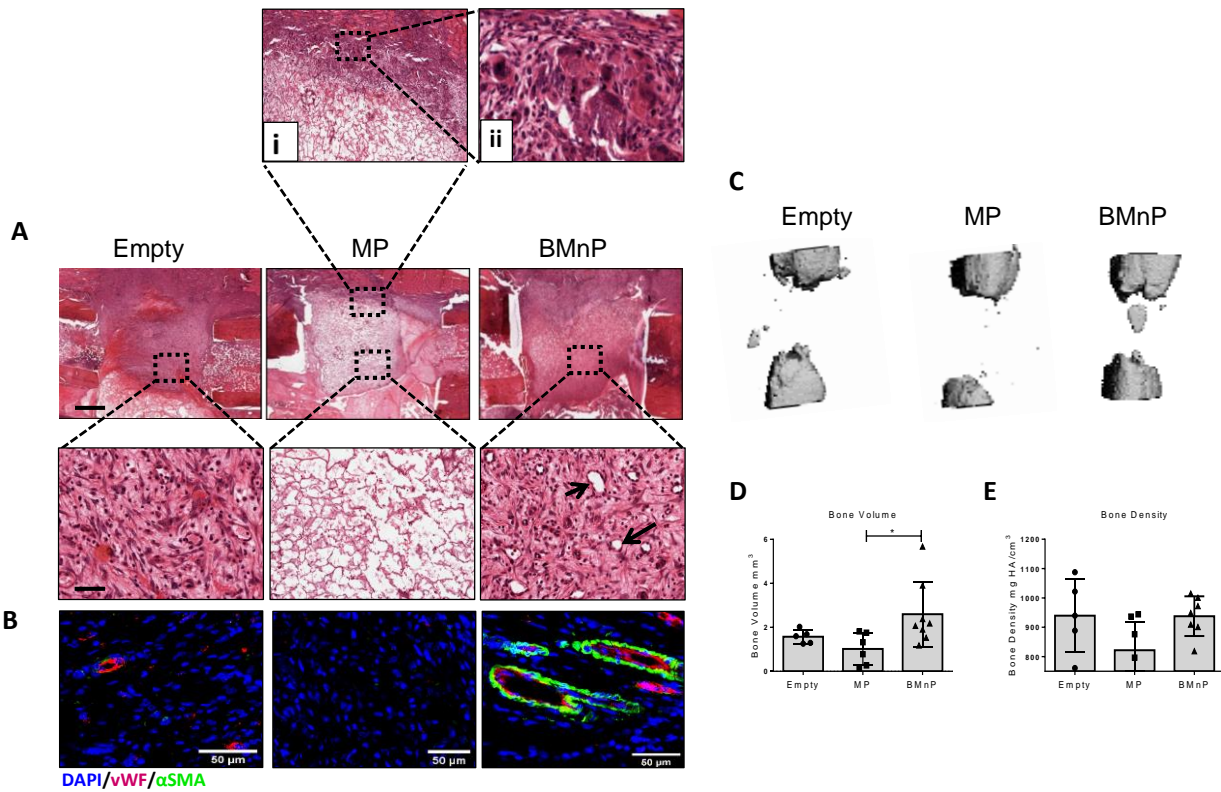 i
ii
A
Empty
MP
BMnP
B
50 µm
50 µm
50 µm
DAPI/vWF/αSMA
C
Empty
MP
BMnP
D
Bone Volume
Bone Volume mm³
6
4
2
0
*
Empty
MP
BMnP
E
Bone Density
Bone Density mg HA/cm³
1200
1100
1000
900
800
Empty
MP
BMnP